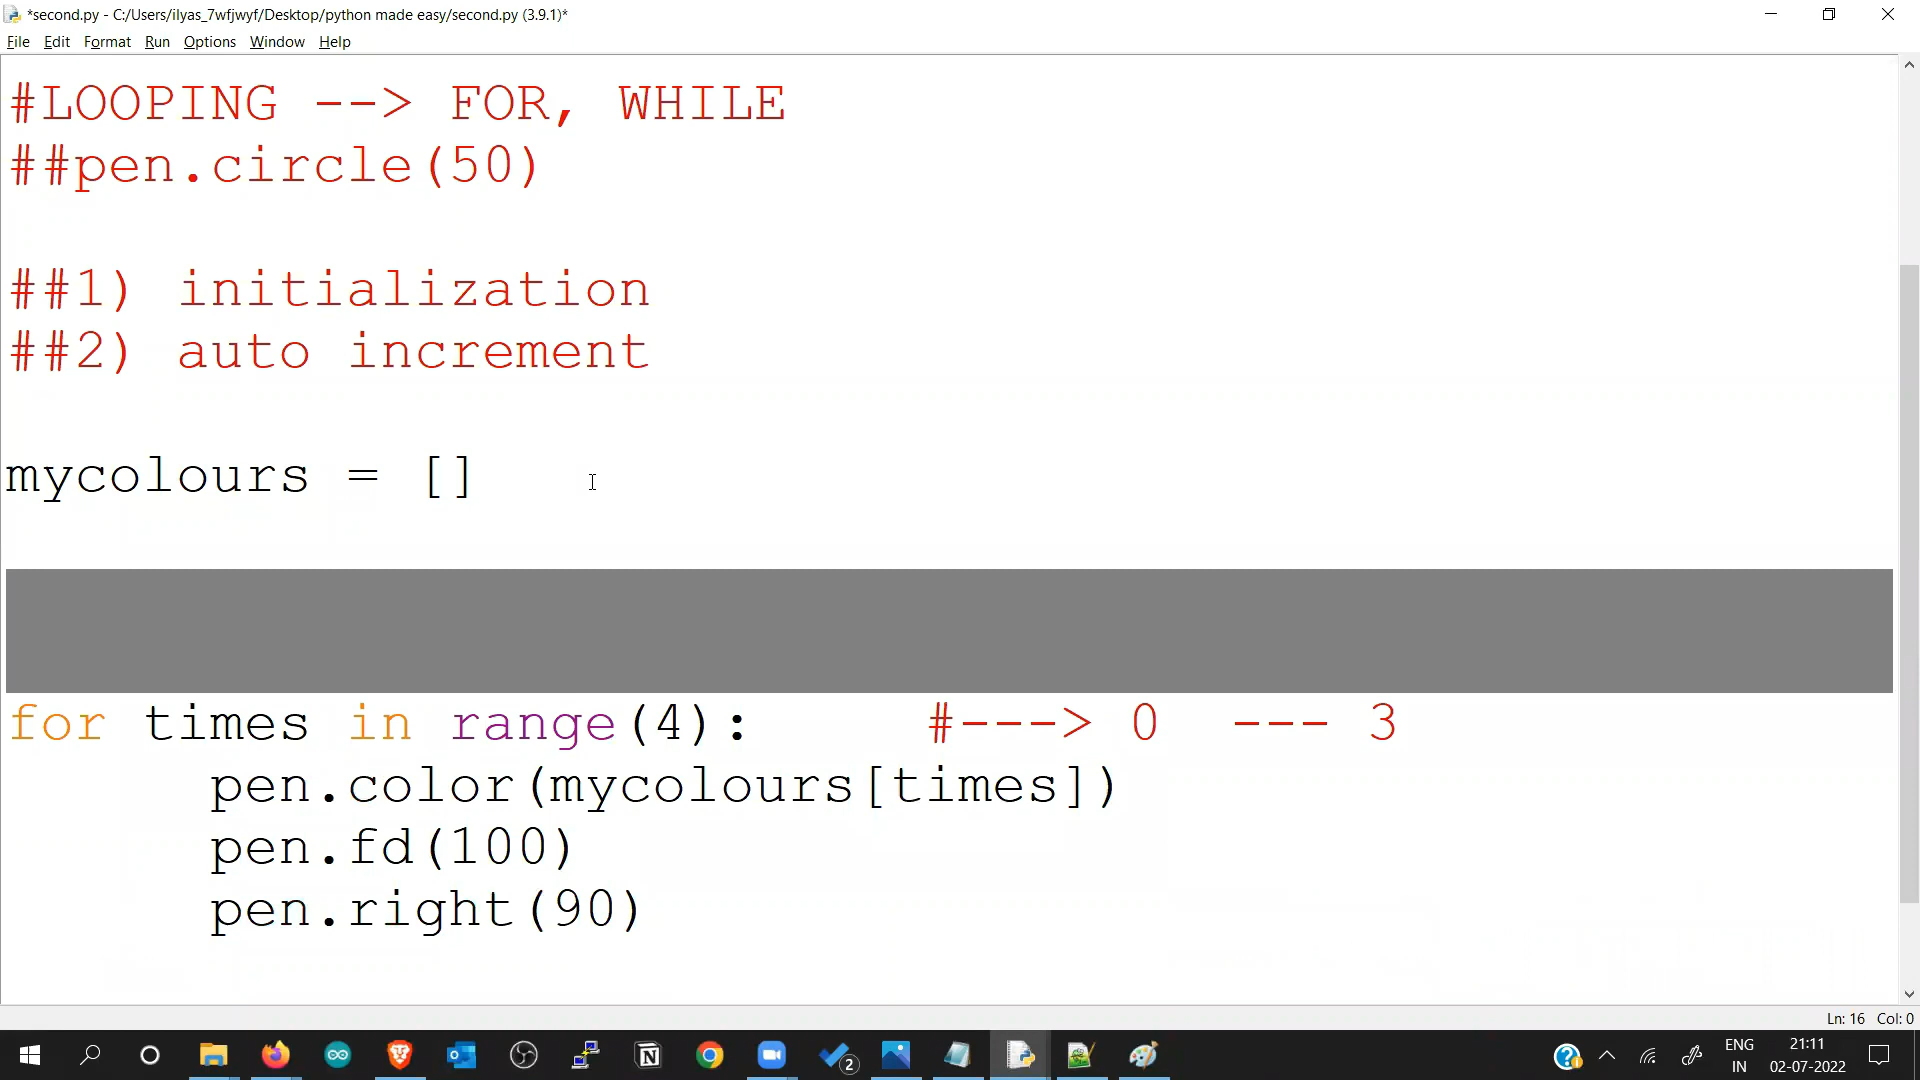 *second.py - C:/Users/ilyas_7wfjwyf/Desktop/python made easy/second.py (3.9.1)*
File Edit Format Run Options Window Help
#LOOPING --> FOR, WHILE
##pen.circle(50)
##1) initialization
##2) auto increment
mycolours = []
for times in range(4): #---> 0 --- 3
pen.color(mycolours[times])
pen.fd(100)
pen.right(90)
Ln: 16 Col: 0
2
ENG
IN
21:11
02-07-2022